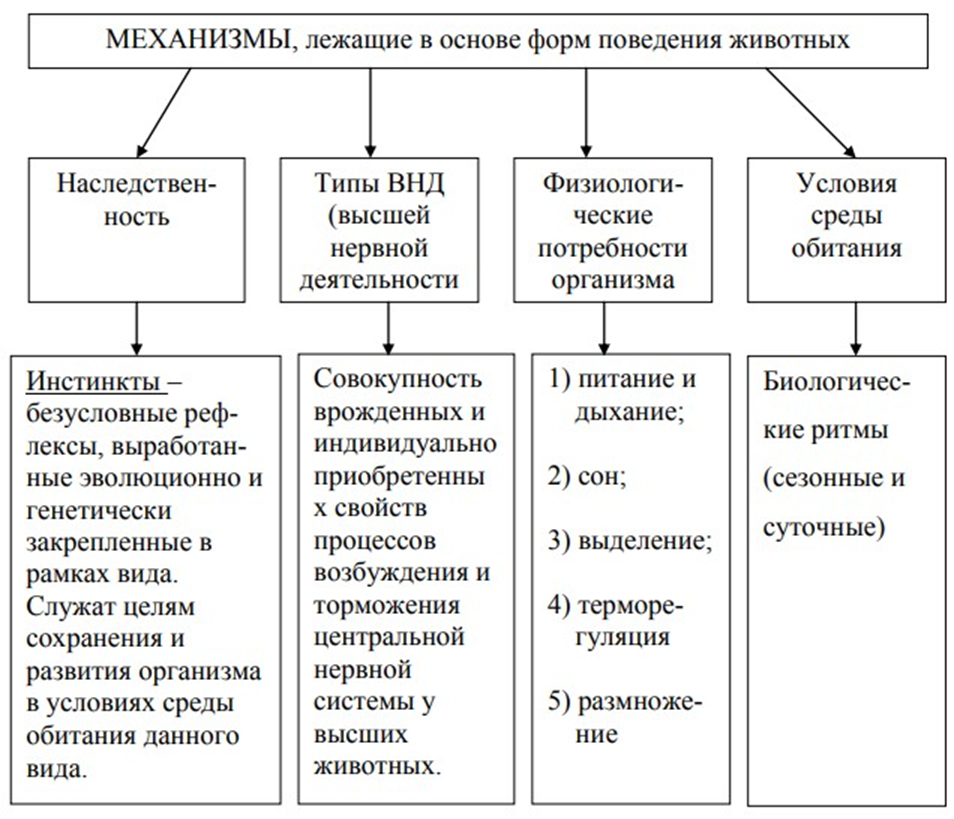 МЕХАНИЗМЫ, лежащие в основе форм поведения животных
Наследствен-
ность
Типы ВНД
(высшей
нервной
деятельности
Физиологи-
ческие
потребности
организма
Условия
среды
обитания
Инстинкты –
безусловные реф-
лексы, выработан-
ные эволюционно и
генетически
закрепленные в
рамках вида.
Служат целям
сохранения и
развития организма
в условиях среды
обитания данного
вида.
Совокупность
врожденных и
индивидуально
приобретенны
х свойств
процессов
возбуждения и
торможения
центральной
нервной
системы у
высших
животных.
1) питание и
дыхание;
2) сон;
3) выделение;
4) терморе-
гуляция
5) размноже-
ние
Биологичес-
кие ритмы
(сезонные и
суточные)